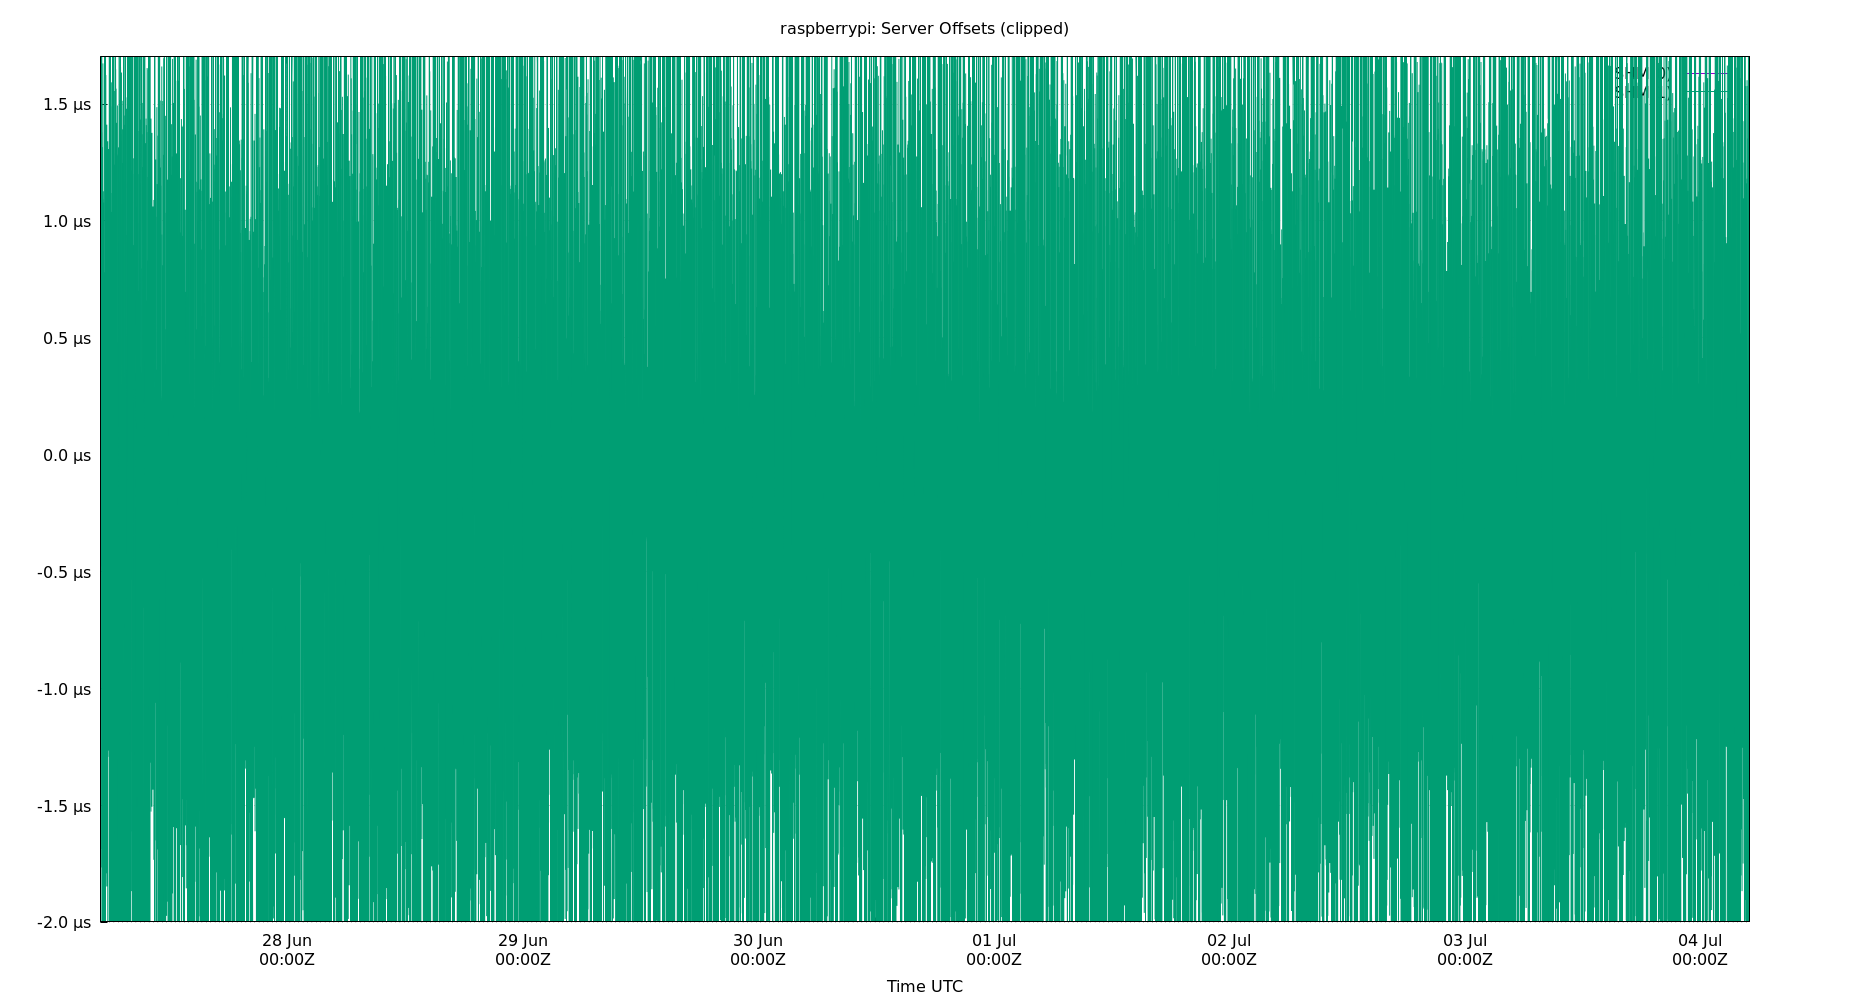 raspberrypi: Server Offsets (clipped)
1.5 µs
1.0 µs
0.5 µs
0.0 µs
-0.5 µs
-1.0 µs
-1.5 µs
-2.0 µs
28 Jun
00:00Z
29 Jun
00:00Z
30 Jun
00:00Z
01 Jul
00:00Z
02 Jul
00:00Z
03 Jul
00:00Z
04 Jul
00:00Z
Time UTC